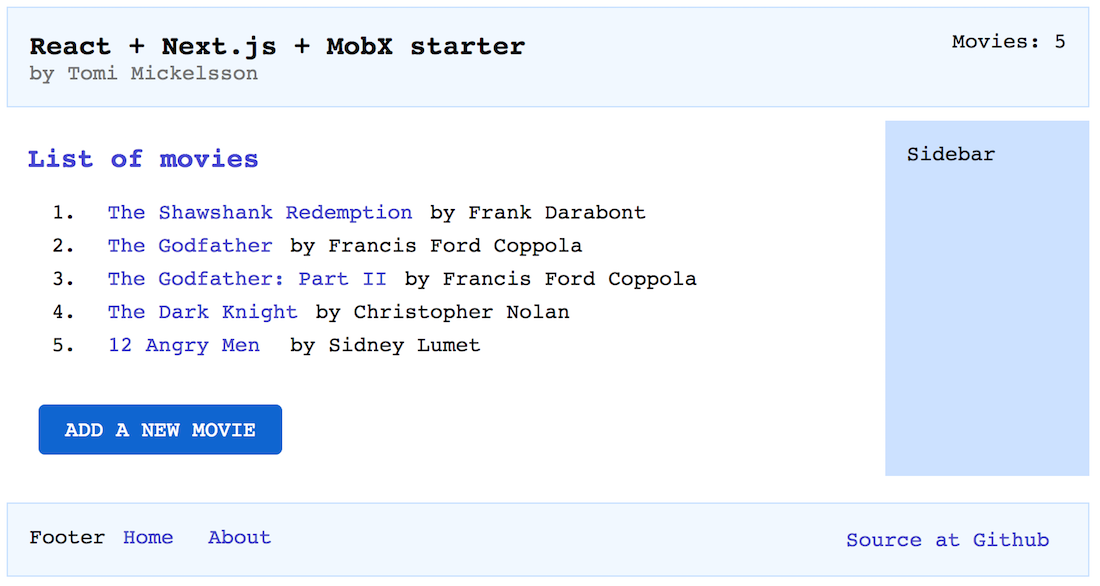 React + Next.js + MobX starter
Movies: 5
by Tomi Mickelsson
List of movies
Sidebar
1. The Shawshank Redemption by Frank Darabont
2. The Godfather by Francis Ford Coppola
3. The Godfather: Part II by Francis Ford Coppola
4. The Dark Knight by Christopher Nolan
5. 12 Angry Men by Sidney Lumet
ADD A NEW MOVIE
Footer Home About Source at Github